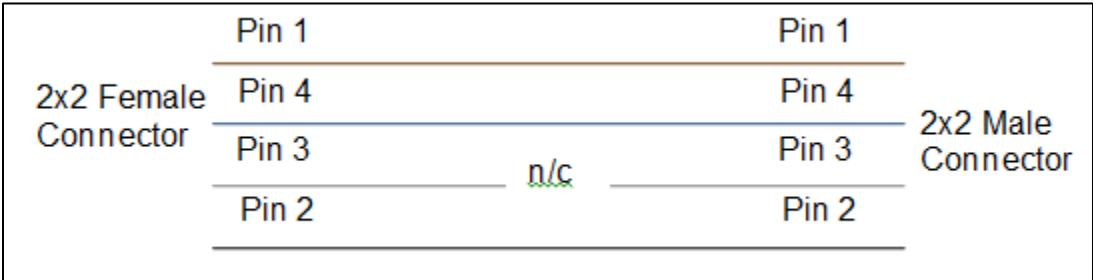 Pin 1 Pin 1
2x2 Female Pin 4 Pin 4
Connector 2x2 Male
Pin 3 Pin 3 Connector
n/c
Pin 2 Pin 2